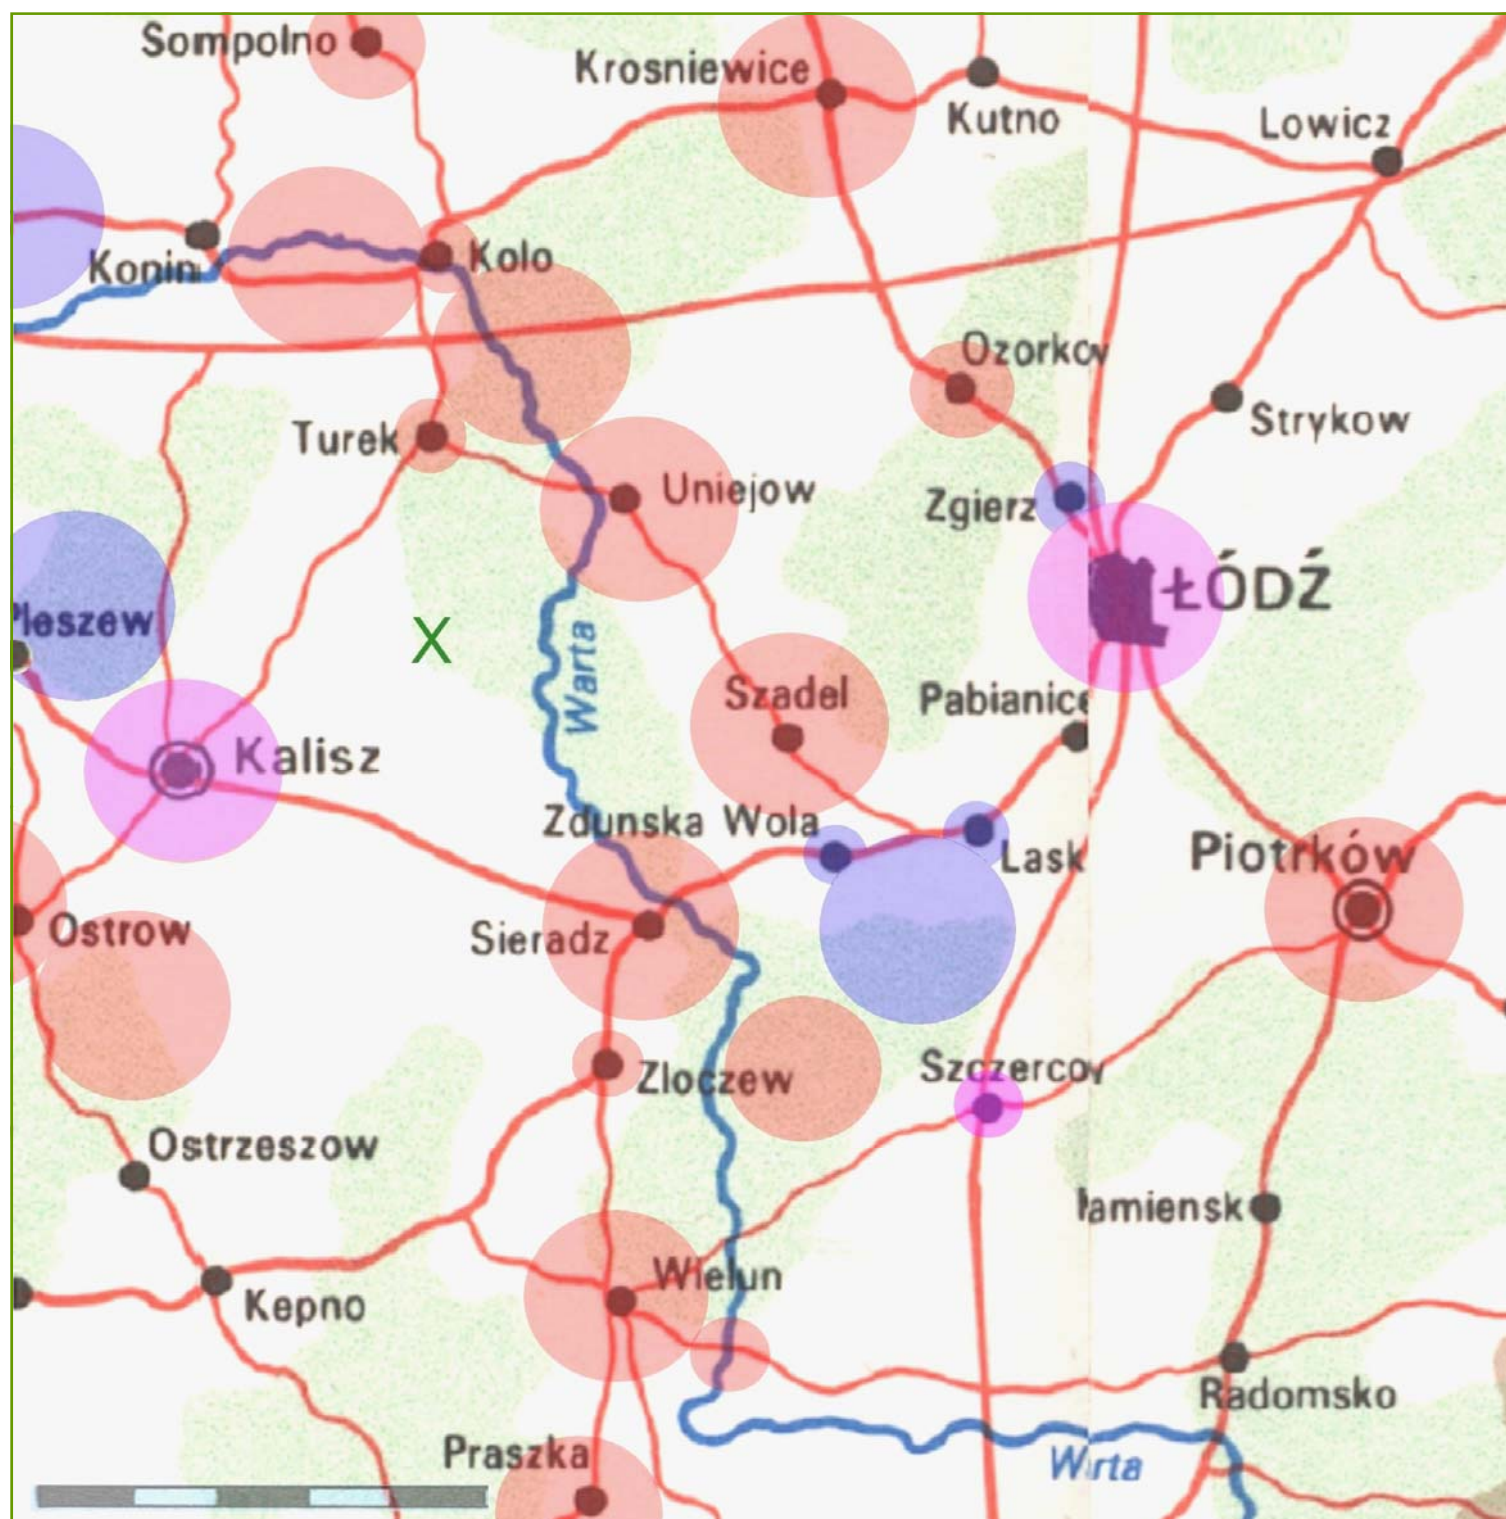 Sompolno
Krosniewice
Kutno
Lowicz
Konin
Kolo
Ozorkow
Turek
Strykow
Uniejow
Zgierz
ŁÓDŹ
Pleszew
X
Warta
Szadel
Pabianice
Kalisz
Zdunska Wola
Lask
Piotrków
Ostrow
Sieradz
Zloczew
Szczercow
Ostrzeszow
Kamiensk
Wielun
Kepno
Radomsko
Praszka
Warta